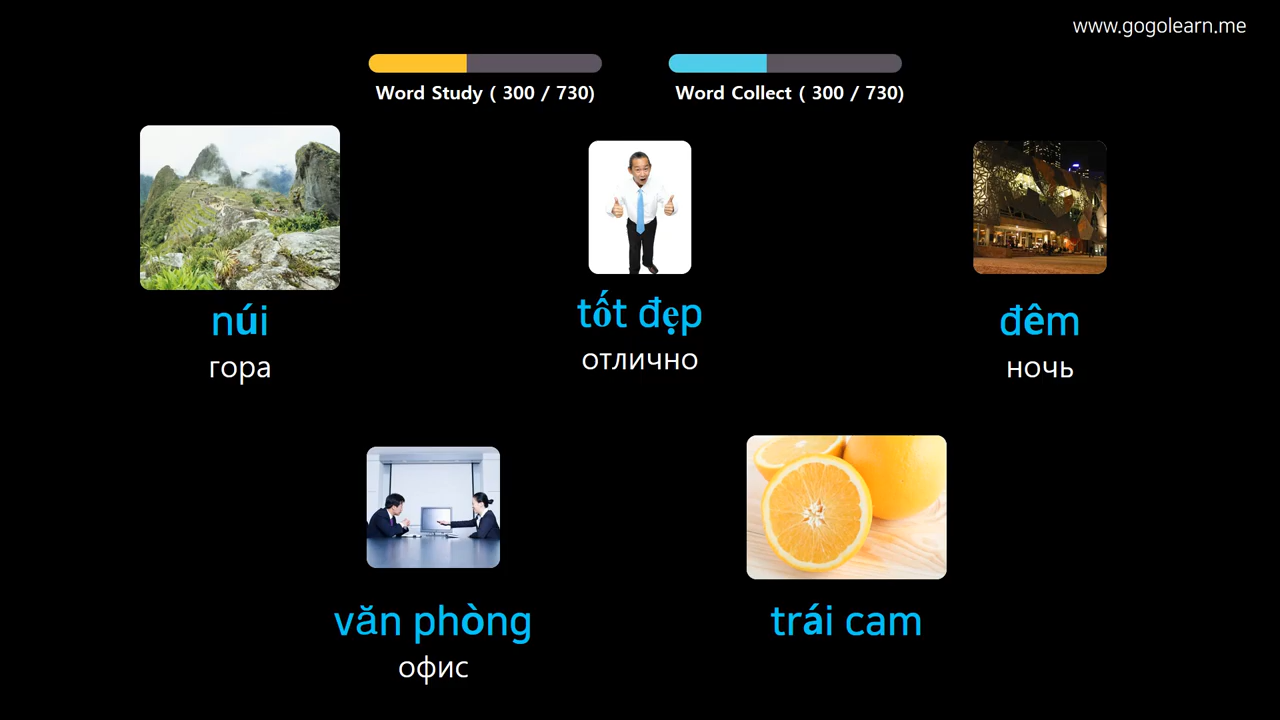 www.gogolearn.me
Word Study ( 300 / 730)
Word Collect ( 300 / 730)
núi
гора
tốt đẹp
отлично
đêm
ночь
văn phòng
офис
trái cam